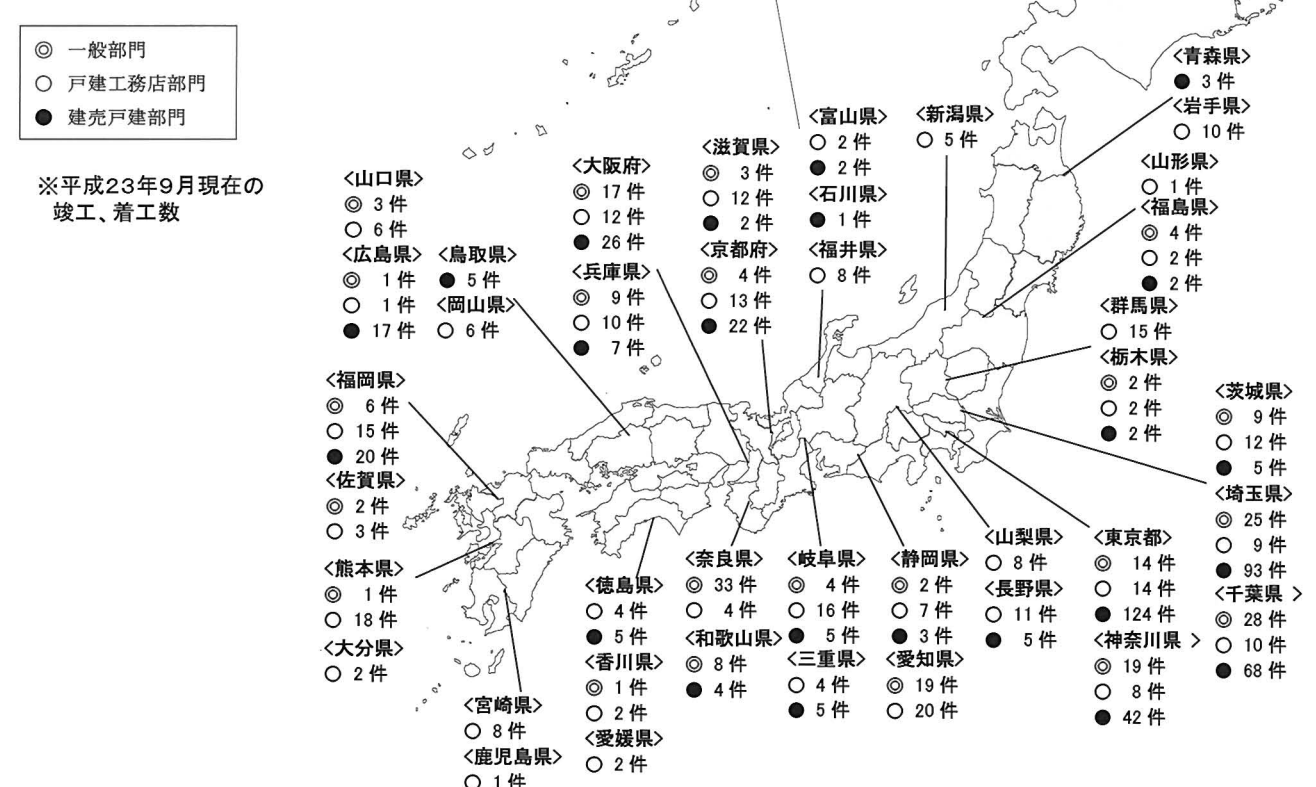 ◎ 一般部門
○ 戸建工務店部門
● 建売戸建部門
※平成23年9月現在の
竣工、着工数
<山口県>
◎ 3件
○ 6件
<広島県>
◎ 1件
○ 1件
● 17件
<鳥取県>
● 5件
<岡山県>
○ 6件
<大阪府>
◎ 17件
○ 12件
● 26件
<兵庫県>
◎ 9件
○ 10件
● 7件
<滋賀県>
◎ 3件
○ 12件
● 2件
<京都府>
◎ 4件
○ 13件
● 22件
<富山県>
○ 2件
● 2件
<石川県>
● 1件
<福井県>
○ 8件
<新潟県>
○ 5件
<青森県>
● 3件
<岩手県>
○ 10件
<山形県>
○ 1件
<福島県>
◎ 4件
○ 2件
● 2件
<群馬県>
○ 15件
<栃木県>
◎ 2件
○ 2件
● 2件
<茨城県>
◎ 9件
○ 12件
● 5件
<埼玉県>
◎ 25件
○ 9件
● 93件
<千葉県 >
◎ 28件
○ 10件
● 68件
<福岡県>
◎ 6件
○ 15件
● 20件
<佐賀県>
◎ 2件
○ 3件
<熊本県>
◎ 1件
○ 18件
<大分県>
○ 2件
<宮崎県>
○ 8件
<鹿児島県>
○ 1件
<徳島県>
○ 4件
● 5件
<香川県>
◎ 1件
○ 2件
<愛媛県>
○ 2件
<奈良県>
◎ 33件
○ 4件
<和歌山県>
◎ 8件
● 4件
<岐阜県>
◎ 4件
○ 16件
● 5件
<三重県>
○ 4件
● 5件
<静岡県>
◎ 2件
○ 7件
● 3件
<愛知県>
◎ 19件
○ 20件
<山梨県>
○ 8件
<長野県>
○ 11件
● 5件
<東京都>
◎ 14件
○ 14件
● 124件
<神奈川県 >
◎ 19件
○ 8件
● 42件